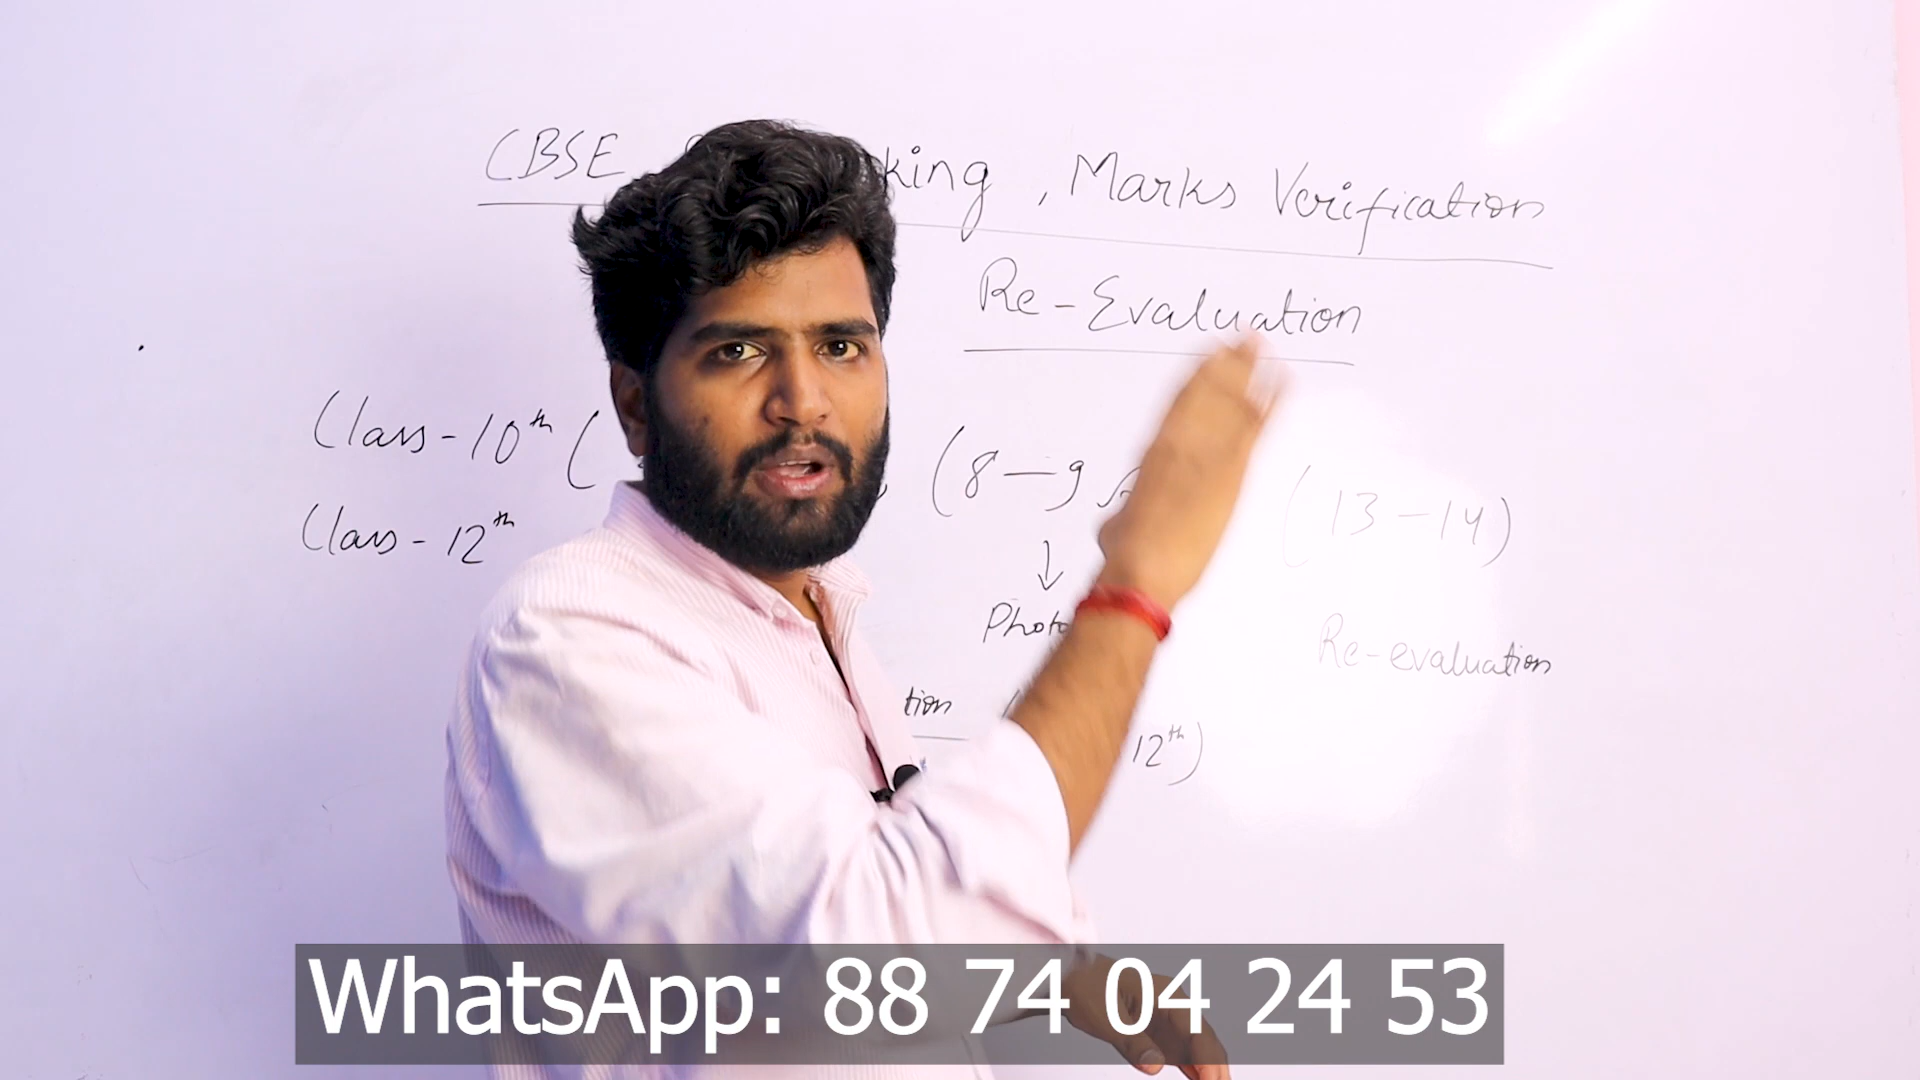 CBSE king , Marks Verification
Re-Evaluation
Class-10th ( (8-9 (13-14)
Class-12th
Photo Re-evaluation
tion
12th)
WhatsApp: 88 74 04 24 53